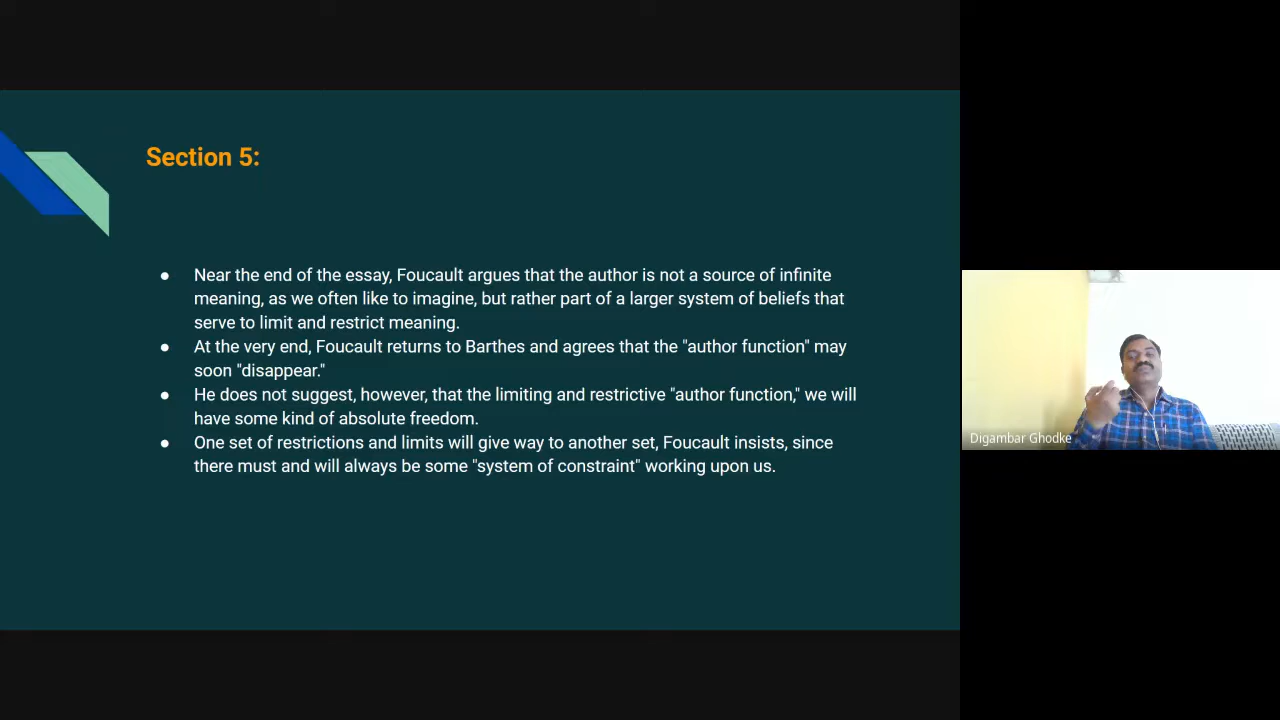 Section 5:
● Near the end of the essay, Foucault argues that the author is not a source of infinite
meaning, as we often like to imagine, but rather part of a larger system of beliefs that
serve to limit and restrict meaning.
● At the very end, Foucault returns to Barthes and agrees that the "author function" may
soon "disappear."
● He does not suggest, however, that the limiting and restrictive "author function," we will
have some kind of absolute freedom.
● One set of restrictions and limits will give way to another set, Foucault insists, since
there must and will always be some "system of constraint" working upon us.
Digambar Ghodke